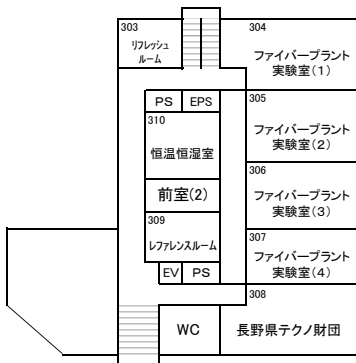 303
リフレッシュ
ルーム
304
ファイバープラント
実験室(1)
PS
EPS
305
ファイバープラント
実験室(2)
310
恒温恒湿室
306
ファイバープラント
実験室(3)
前室(2)
309
レファレンスルーム
307
ファイバープラント
実験室(4)
EV
PS
308
WC
長野県テクノ財団